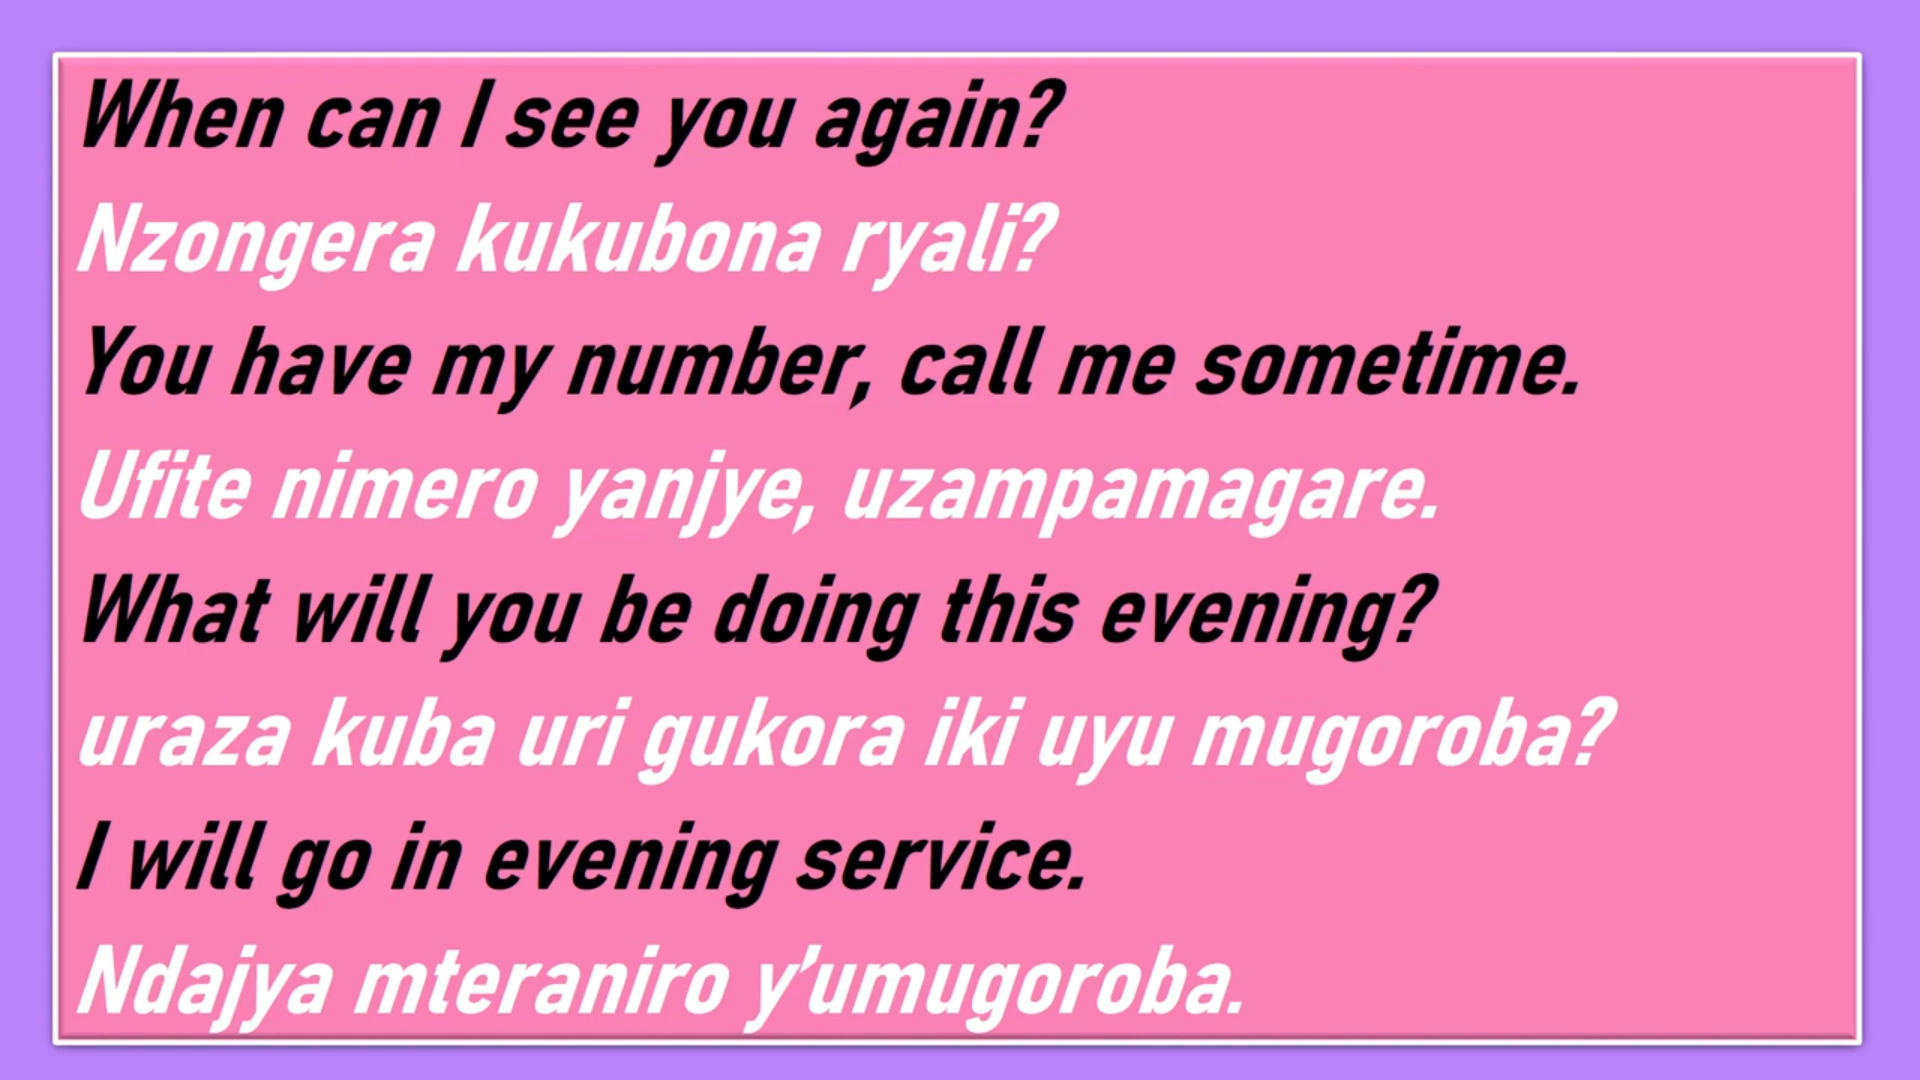 When can I see you again?
Nzongera kukubona ryali?
You have my number, call me sometime.
Ufite nimero yanjye, uzampamagare.
What will you be doing this evening?
uraza kuba uri gukora iki uyu mugoroba?
I will go in evening service.
Ndajya mteraniro y'umugoroba.